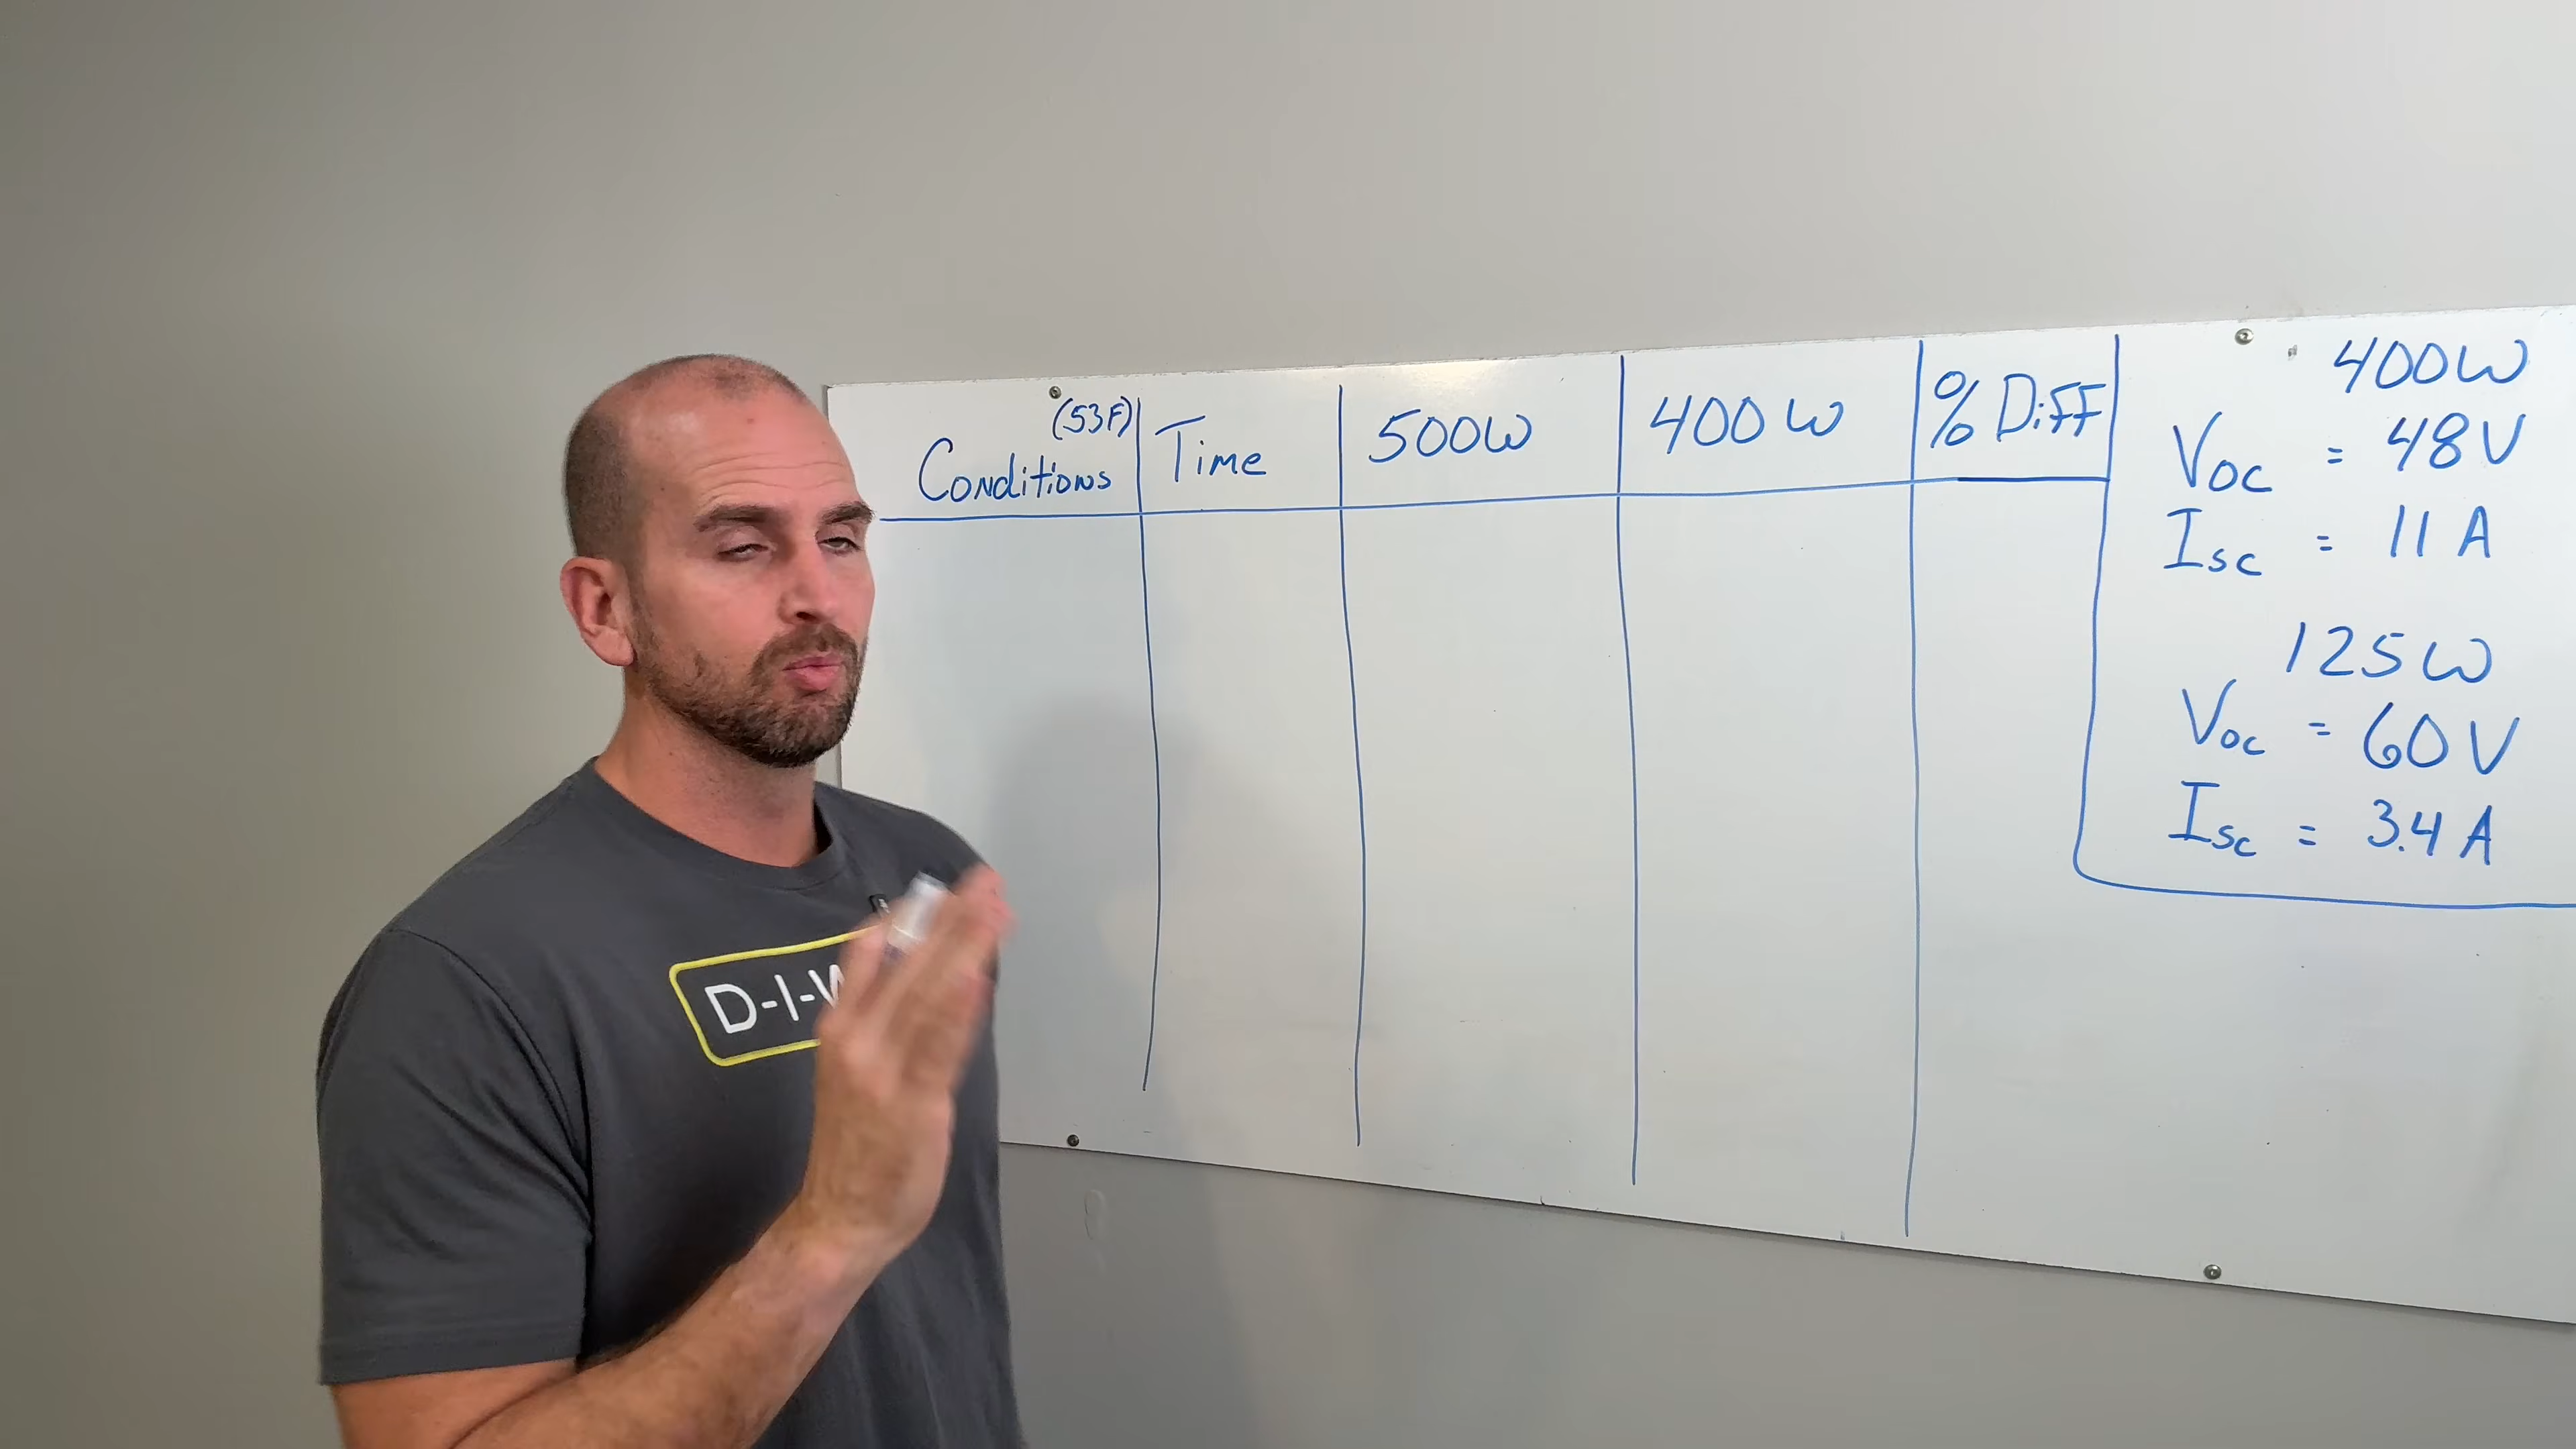 (53F)
Conditions
Time
500W
400W
% Diff
400W
Voc = 48V
Isc = 11 A
125W
Voc = 60V
Isc = 3.4 A
D-I-